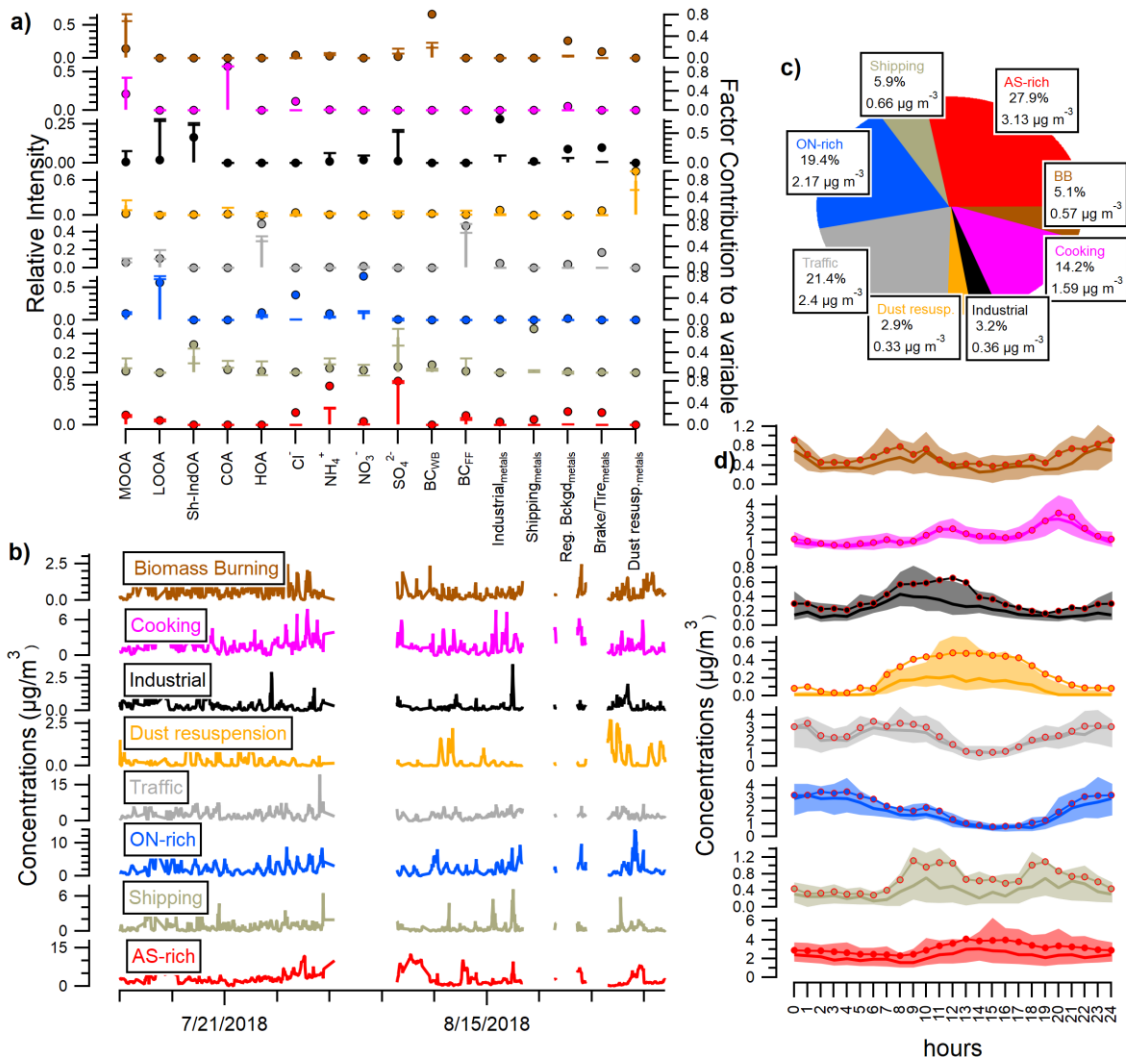 a)
Relative Intensity
Factor Contribution to a variable
0.5
0.0
0.5
0.0
0.25
0.00
0.6
0.0
0.4
0.2
0.0
0.5
0.0
0.4
0.2
0.0
0.5
0.0
0.8
0.4
0.0
0.8
0.4
0.0
0.8
0.4
0.0
0.8
0.4
0.0
0.8
0.4
0.0
0.8
0.4
0.0
0.8
0.4
0.0
0.8
0.4
0.0
MOOA
LOOA
Sh-IndOA
COA
HOA
Cl⁻
NH₄⁺
NO₃⁻
SO₄²⁻
BC_WB
BC_FF
Industrial_metals
Shipping_metals
Reg. Bckgd_metals
Brake/Tire_metals
Dust resusp._metals
c)
Shipping
5.9%
0.66 µg m⁻³
AS-rich
27.9%
3.13 µg m⁻³
ON-rich
19.4%
2.17 µg m⁻³
BB
5.1%
0.57 µg m⁻³
Traffic
21.4%
2.4 µg m⁻³
Cooking
14.2%
1.59 µg m⁻³
Dust resusp.
2.9%
0.33 µg m⁻³
Industrial
3.2%
0.36 µg m⁻³
b)
Concentrations (µg/m³)
2.5
0.0
Biomass Burning
6
3
0
Cooking
2.5
0.0
Industrial
2.5
0.0
Dust resuspension
15
0
Traffic
10
0
ON-rich
6
0
Shipping
15
0
AS-rich
7/21/2018
8/15/2018
d)
Concentrations (µg/m³)
1.2
0.8
0.4
0.0
4
3
2
1
0
0.8
0.6
0.4
0.2
0.0
0.6
0.4
0.2
0.0
4
3
2
1
0
4
3
2
1
0
1.2
0.8
0.4
0.0
6
4
2
0
0 1 2 3 4 5 6 7 8 9 10 11 12 13 14 15 16 17 18 19 20 21 22 23 24
hours